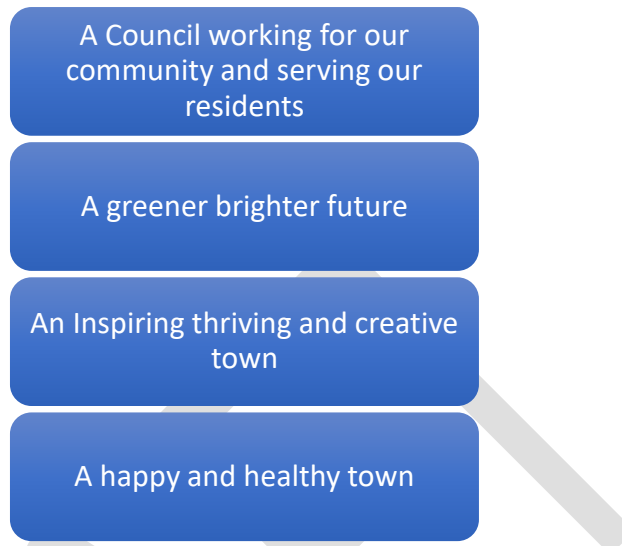 A Council working for our
community and serving our
residents
A greener brighter future
An Inspiring thriving and creative
town
A happy and healthy town